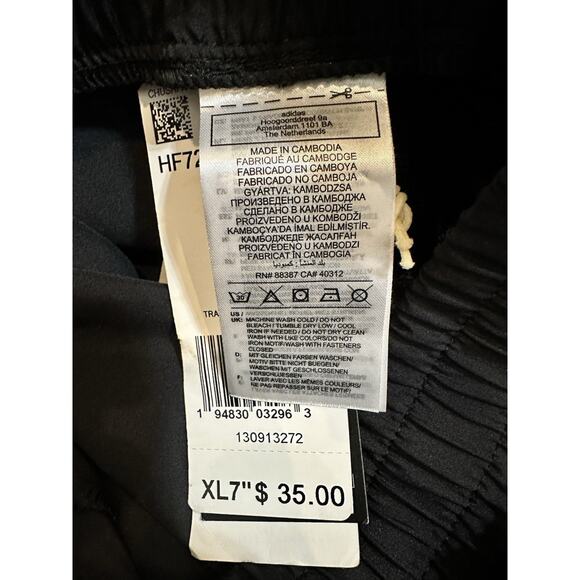 HF72
adidas
Hoogoorddreef 9a
Amsterdam 1101 BA
The Netherlands
MADE IN CAMBODIA
FABRIQUÉ AU CAMBODGE
FABRICADO EN CAMBOYA
FABRICADO NO CAMBOJA
GYÁRTVA: KAMBODZSA
ПРОИЗВЕДЕНО В КАМБОДЖА
СДЕЛАНО В КАМБОДЖЕ
PROIZVEDENO U KOMBODŽI
KAMBOÇYA'DA İMAL EDİLMİŞTİR.
КАМБОДЖЕДЕ ЖАСАЛҒАН
PROIZVEDENO U KAMBODZI
FABRICAT ÎN CAMBOGIA
بلد المنشأ: كمبوديا
RN# 88387 CA# 40312
30
US /
UK: MACHINE WASH COLD / DO NOT
BLEACH / TUMBLE DRY LOW / COOL
IRON IF NEEDED / DO NOT DRY CLEAN
WASH WITH LIKE COLORS/DO NOT
IRON MOTIF/WASH WITH FASTENERS
CLOSED
D: MIT GLEICHEN FARBEN WASCHEN/
MOTIV BITTE NICHT BUEGELN/
WASCHEN MIT GESCHLOSSENEN
VERSCHLUESSEN
F: LAVER AVEC LES MÊMES COULEURS/
NE PAS REPASSER SUR LE MOTIF/
TRA
1 94830 03296 3
130913272
XL7" $ 35.00